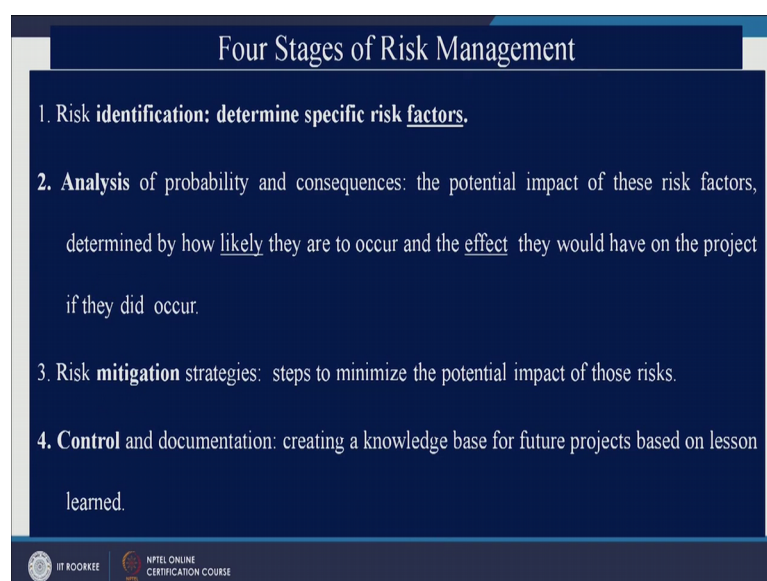 Four Stages of Risk Management
1. Risk identification: determine specific risk factors.
2. Analysis of probability and consequences: the potential impact of these risk factors,
determined by how likely they are to occur and the effect they would have on the project
if they did occur.
3. Risk mitigation strategies: steps to minimize the potential impact of those risks.
4. Control and documentation: creating a knowledge base for future projects based on lesson
learned.
IIT ROORKEE
NPTEL ONLINE
CERTIFICATION COURSE